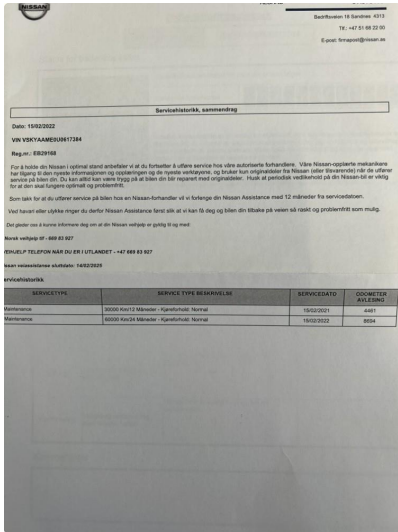 NISSAN
Bedriftsveien 16 Sandnes 4313
Tlf.: +47 51 68 22 00
E-post: firmapost@nissan.as
Servicehistorikk, sammendrag
Dato: 15/02/2022
VIN VSKYAAME0U0617384
Reg.nr.: EB29168
For å holde din Nissan i optimal stand anbefaler vi at du fortsetter å utføre service hos våre autoriserte forhandlere. Våre Nissan-opplærte mekanikere
har tilgang til den nyeste informasjonen og opplæringen og de nyeste verktøyene, og bruker kun originaldeler fra Nissan (eller tilsvarende) når de utfører
service på bilen din. Du kan alltid kan være trygg på at bilen din blir reparert med originaldeler. Husk at periodisk vedlikehold på din Nissan-bil er viktig
for at den skal fungere optimalt og problemfritt.
Som takk for at du utfører service på bilen hos en Nissan-forhandler vil vi forlenge din Nissan Assistance med 12 måneder fra servicedatoen.
Ved havari eller ulykke ringer du derfor Nissan Assistance først slik at vi kan få deg og bilen din tilbake på veien så raskt og problemfritt som mulig.
Det gleder oss å kunne informere deg om at din Nissan veihjelp er gyldig til og med:
Norsk veihjelp tlf - 669 83 927
VEIHJELP TELEFON NÅR DU ER I UTLANDET - +47 669 83 927
Nissan veiassistanse sluttdato: 14/02/2025
Servicehistorikk
SERVICETYPE SERVICE TYPE BESKRIVELSE SERVICEDATO ODOMETER AVLESING
Maintenance 30000 Km/12 Måneder - Kjøreforhold: Normal 15/02/2021 4461
Maintenance 60000 Km/24 Måneder - Kjøreforhold: Normal 15/02/2022 8694